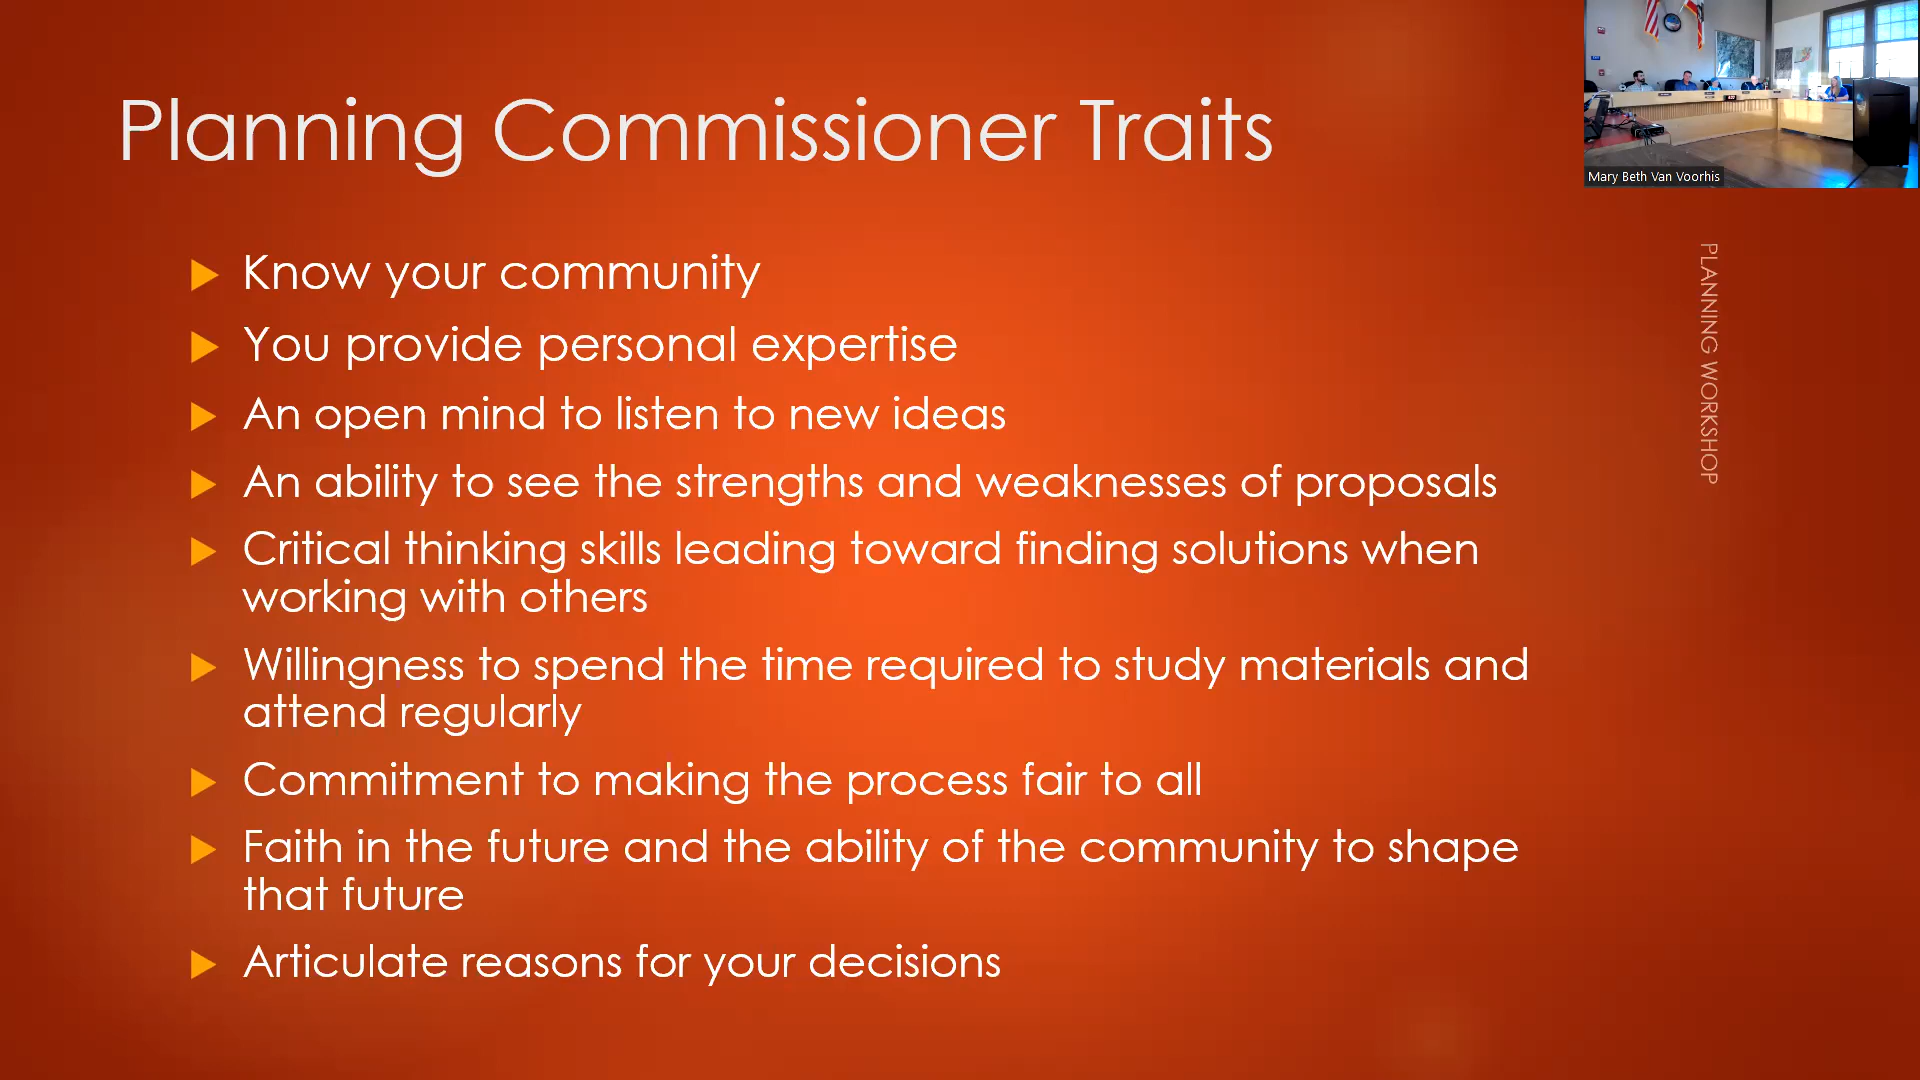 Planning Commissioner Traits
Mary Beth Van Voorhis
Know your community
You provide personal expertise
An open mind to listen to new ideas
An ability to see the strengths and weaknesses of proposals
Critical thinking skills leading toward finding solutions when
working with others
Willingness to spend the time required to study materials and
attend regularly
Commitment to making the process fair to all
Faith in the future and the ability of the community to shape
that future
Articulate reasons for your decisions
PLANNING WORKSHOP